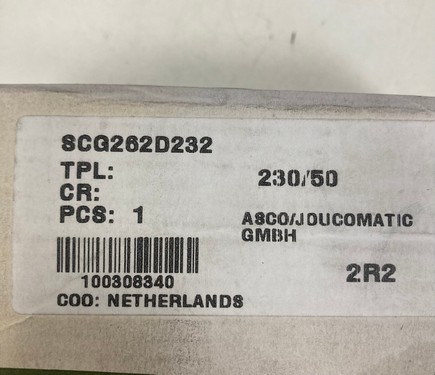 SCG262D232
TPL: 230/50
CR:
PCS: 1 ASCO/JOUCOMATIC
GMBH
100308340 2R2
COO: NETHERLANDS